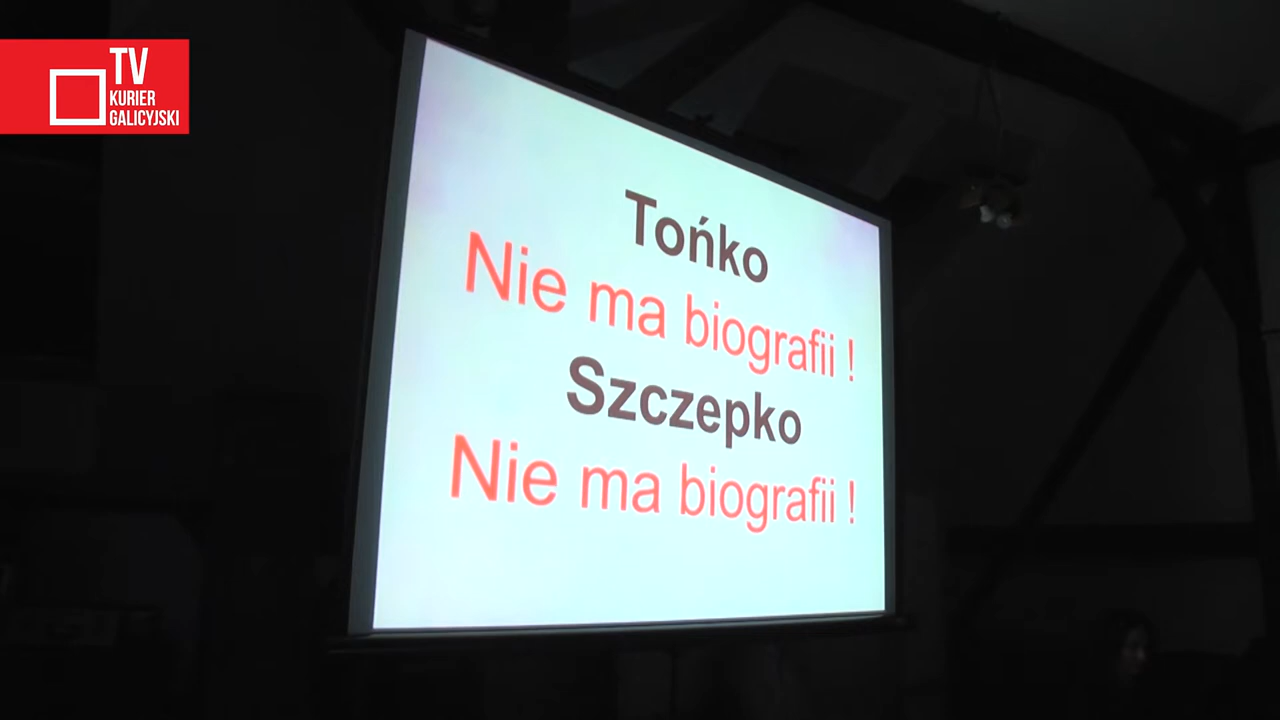 TV
KURIER
GALICYJSKI
Tońko
Nie ma biografii !
Szczepko
Nie ma biografii !